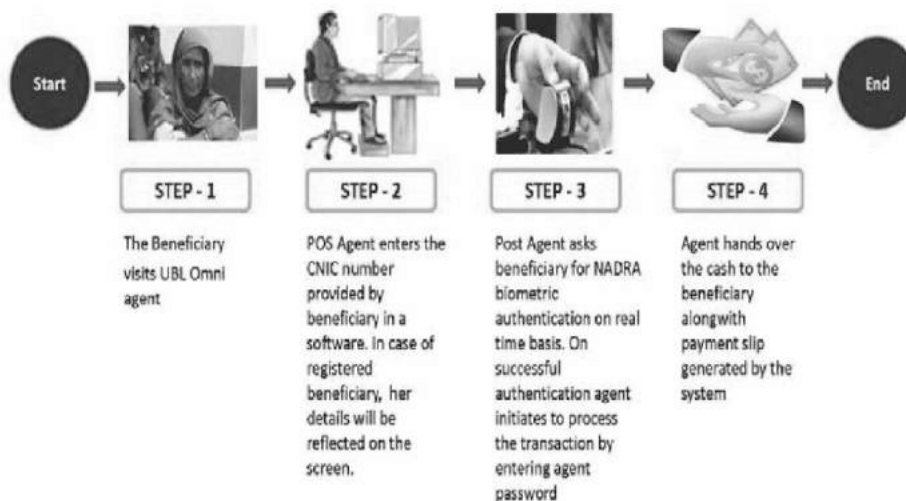 Start
End
STEP - 1
The Beneficiary
visits UBL Omni
agent
STEP - 2
POS Agent enters the
CNIC number
provided by
beneficiary in a
software. In case of
registered
beneficiary, her
details will be
reflected on the
screen.
STEP - 3
Post Agent asks
beneficiary for NADRA
biometric
authentication on real
time basis. On
successful
authentication agent
initiates to process
the transaction by
entering agent
password
STEP - 4
Agent hands over
the cash to the
beneficiary
alongwith
payment slip
generated by the
system